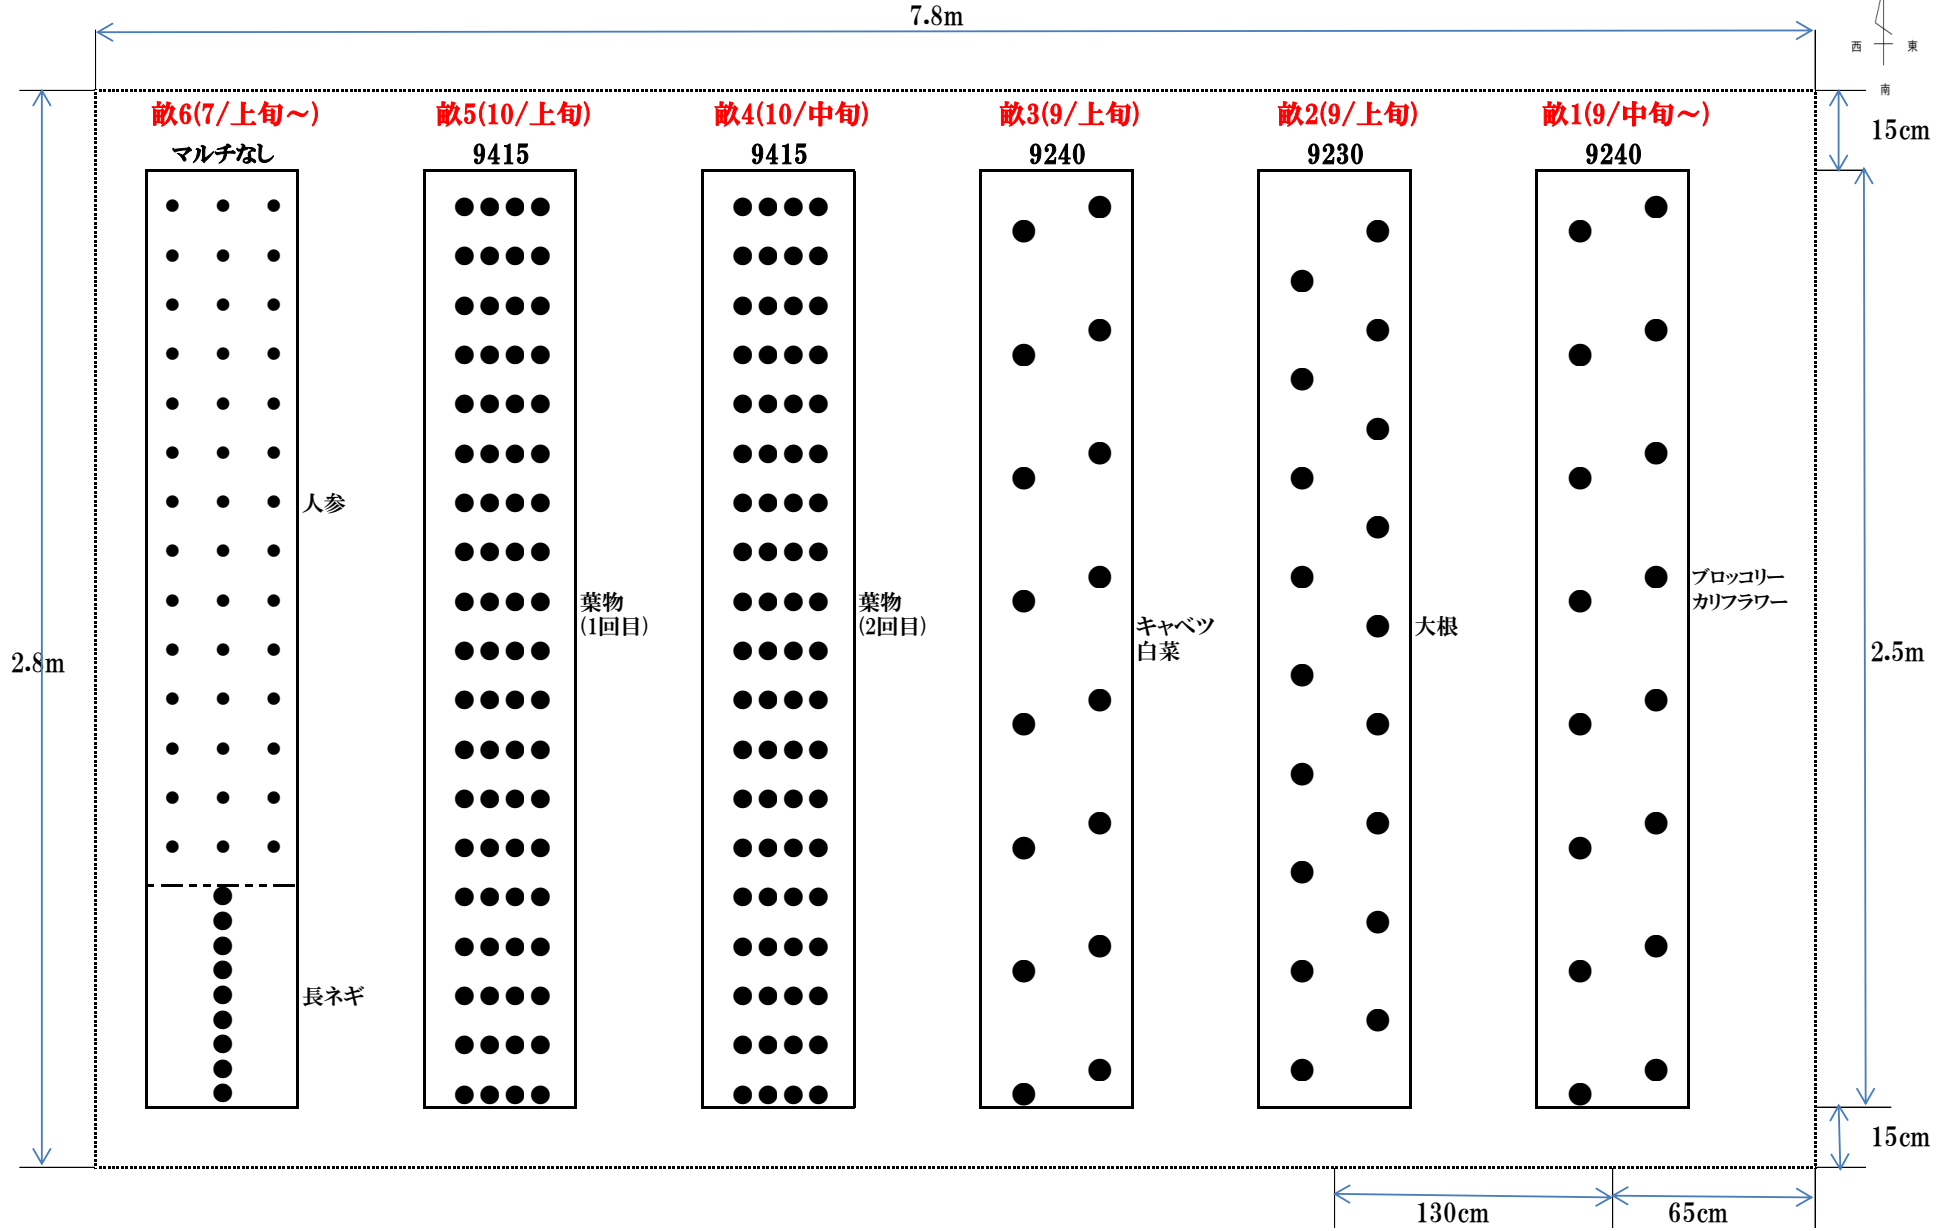 7.8m
西
東
南
畝6(7/上旬～)
畝5(10/上旬)
畝4(10/中旬)
畝3(9/上旬)
畝2(9/上旬)
畝1(9/中旬～)
15cm
マルチなし
9415
9415
9240
9230
9240
人参
葉物
(1回目)
葉物
(2回目)
キャベツ
白菜
大根
ブロッコリー
カリフラワー
2.8m
2.5m
長ネギ
15cm
130cm
65cm